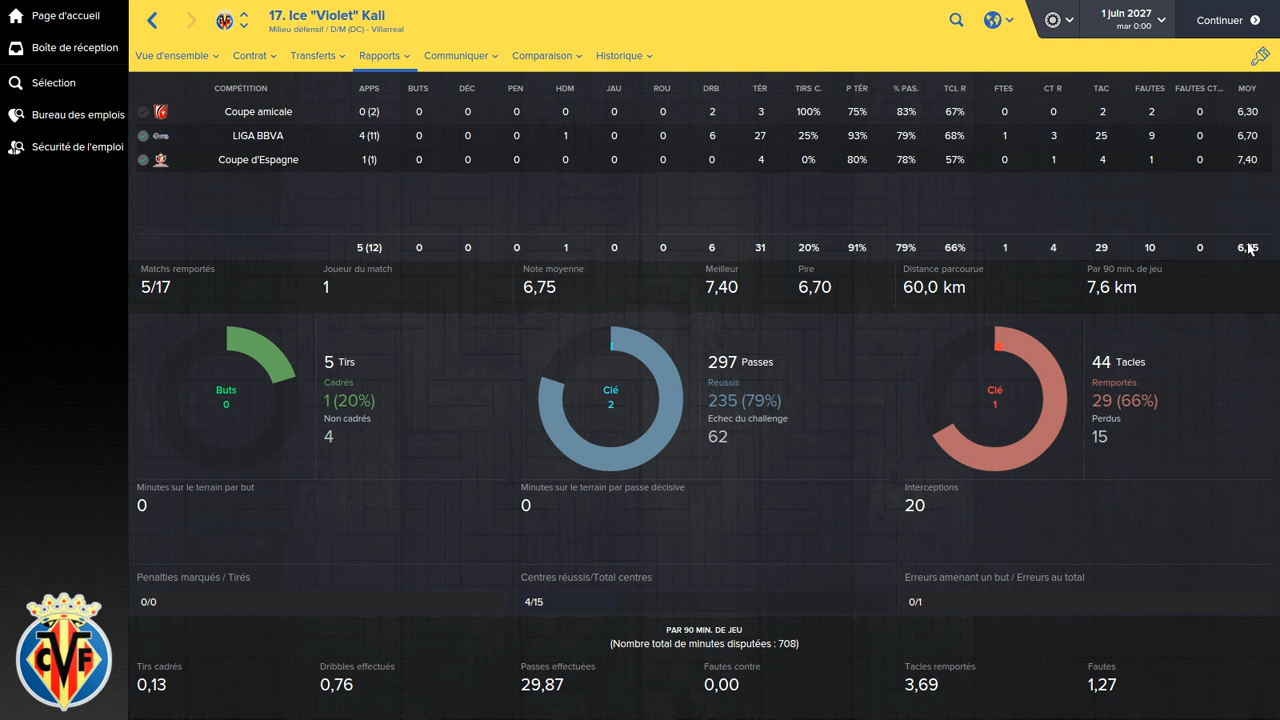 Page d'accueil
Boîte de réception
Sélection
Bureau des emplois
Sécurité de l'emploi
17. Ice "Violet" Kali
Milieu défensif / D/M (DC) - Villarreal
1 juin 2027
mar 0:00
Continuer
Vue d'ensemble Contrat Transferts Rapports Communiquer Comparaison Historique
COMPÉTITION APPS BUTS DÉC PEN HDM JAU ROU DRB TÊR TIRS C. P TÊR % PAS. TCL R FTES CT R TAC FAUTES FAUTES CT... MOY
Coupe amicale 0 (2) 0 0 0 0 0 0 2 3 100% 75% 83% 67% 0 0 2 2 0 6,30
LIGA BBVA 4 (11) 0 0 0 1 0 0 6 27 25% 93% 79% 68% 1 3 25 9 0 6,70
Coupe d'Espagne 1 (1) 0 0 0 0 0 0 0 4 0% 80% 78% 57% 0 1 4 1 0 7,40
5 (12) 0 0 0 1 0 0 6 31 20% 91% 79% 66% 1 4 29 10 0
Matchs remportés Joueur du match Note moyenne Meilleur Pire Distance parcourue Par 90 min. de jeu
5/17 1 6,75 7,40 6,70 60,0 km 7,6 km
Buts
0
5 Tirs
Cadrés
1 (20%)
Non cadrés
4
Clé
2
297 Passes
Réussis
235 (79%)
Echec du challenge
62
Clé
1
44 Tacles
Remportés
29 (66%)
Perdus
15
Minutes sur le terrain par but Minutes sur le terrain par passe décisive Interceptions
0 0 20
Penalties marqués / Tirés Centres réussis/Total centres Erreurs amenant un but / Erreurs au total
0/0 4/15 0/1
PAR 90 MIN. DE JEU
(Nombre total de minutes disputées : 708)
Tirs cadrés Dribbles effectués Passes effectuées Fautes contre Tacles remportés Fautes
0,13 0,76 29,87 0,00 3,69 1,27
CVF